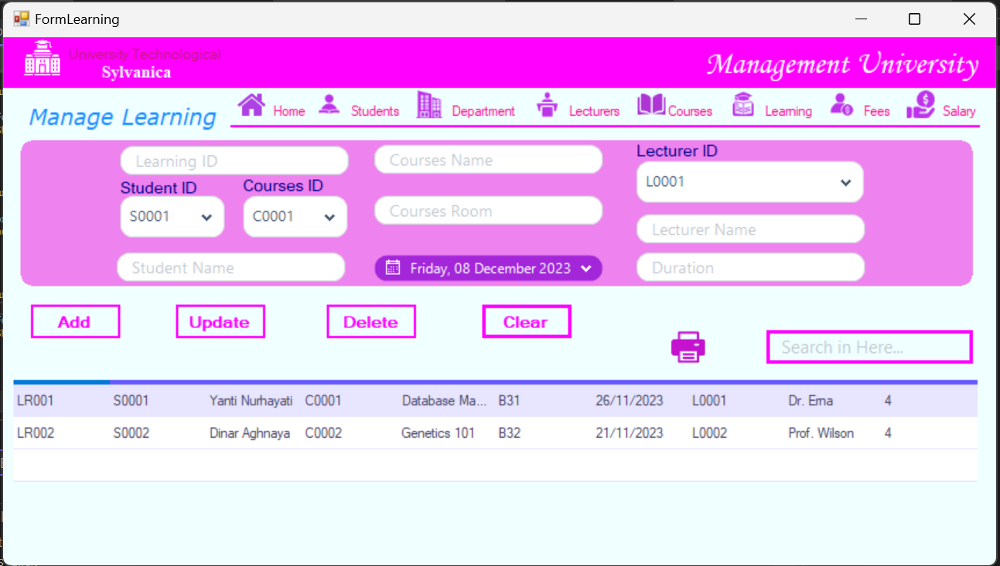 FormLearning
University Technological
Sylvanica
Management University
Manage Learning
Home Students Department Lecturers Courses Learning Fees Salary
Learning ID
Courses Name
Lecturer ID
L0001
Student ID
Courses ID
S0001
C0001
Courses Room
Lecturer Name
Student Name
Friday, 08 December 2023
Duration
Add Update Delete Clear
Search in Here...
LR001 S0001 Yanti Nurhayati C0001 Database Ma... B31 26/11/2023 L0001 Dr. Erna 4
LR002 S0002 Dinar Aghnaya C0002 Genetics 101 B32 21/11/2023 L0002 Prof. Wilson 4